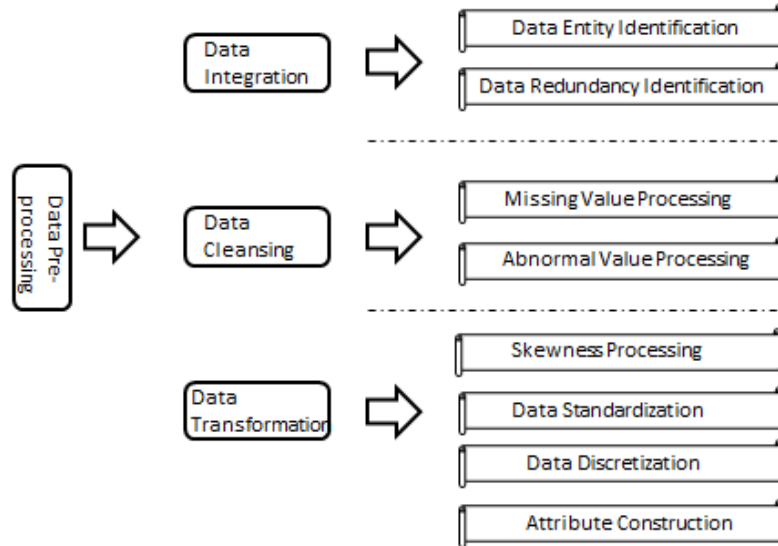 Data Pre-
processing
Data
Integration
Data Entity Identification
Data Redundancy Identification
Data
Cleansing
Missing Value Processing
Abnormal Value Processing
Data
Transformation
Skewness Processing
Data Standardization
Data Discretization
Attribute Construction